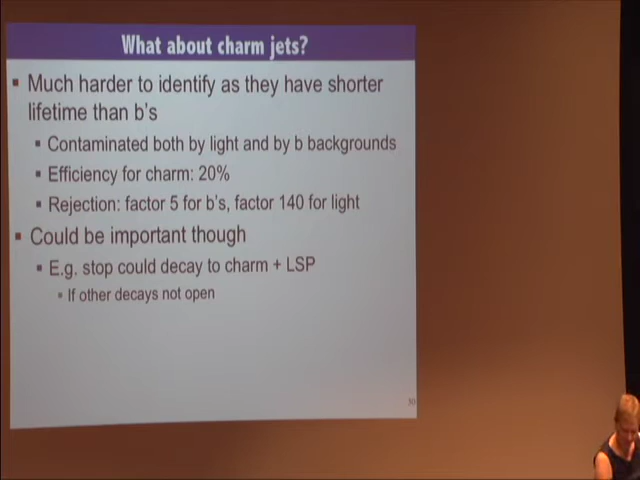 What about charm jets?
Much harder to identify as they have shorter
lifetime than b's
Contaminated both by light and by b backgrounds
Efficiency for charm: 20%
Rejection: factor 5 for b's, factor 140 for light
Could be important though
E.g. stop could decay to charm + LSP
If other decays not open
30